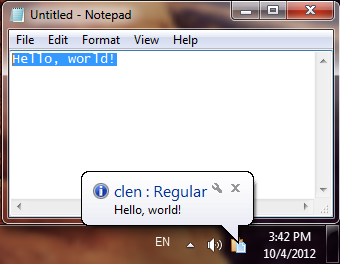 Untitled - Notepad
File Edit Format View Help
Hello, world!
clen : Regular
Hello, world!
EN
3:42 PM
10/4/2012